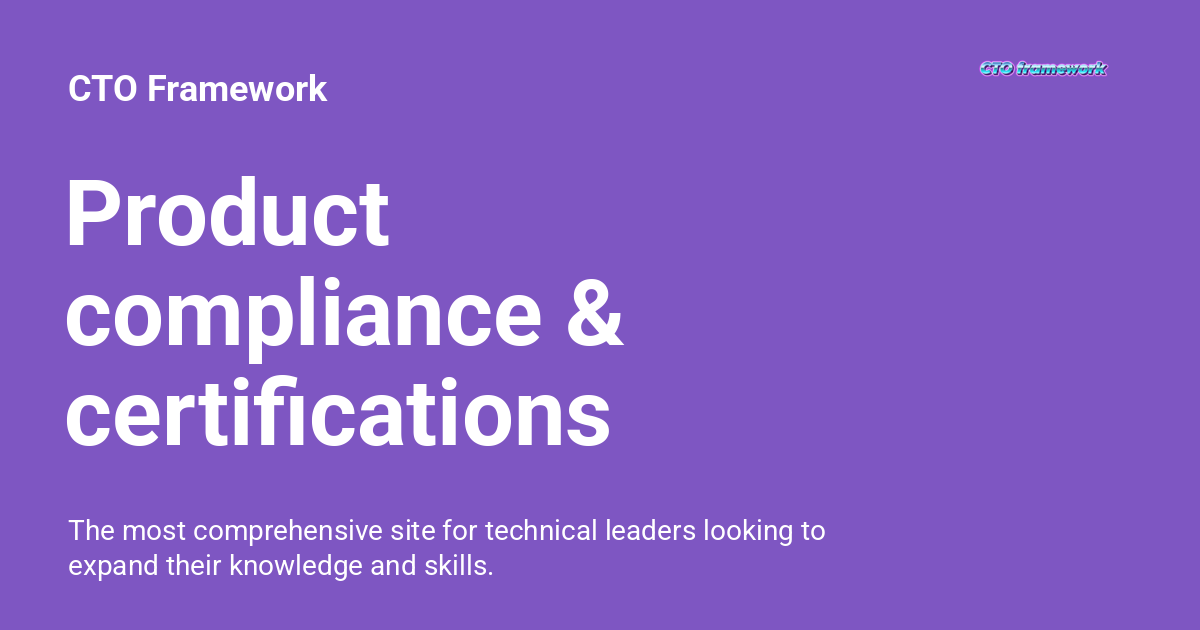 CTO Framework
CTO framework
Product
compliance &
certifications
The most comprehensive site for technical leaders looking to
expand their knowledge and skills.